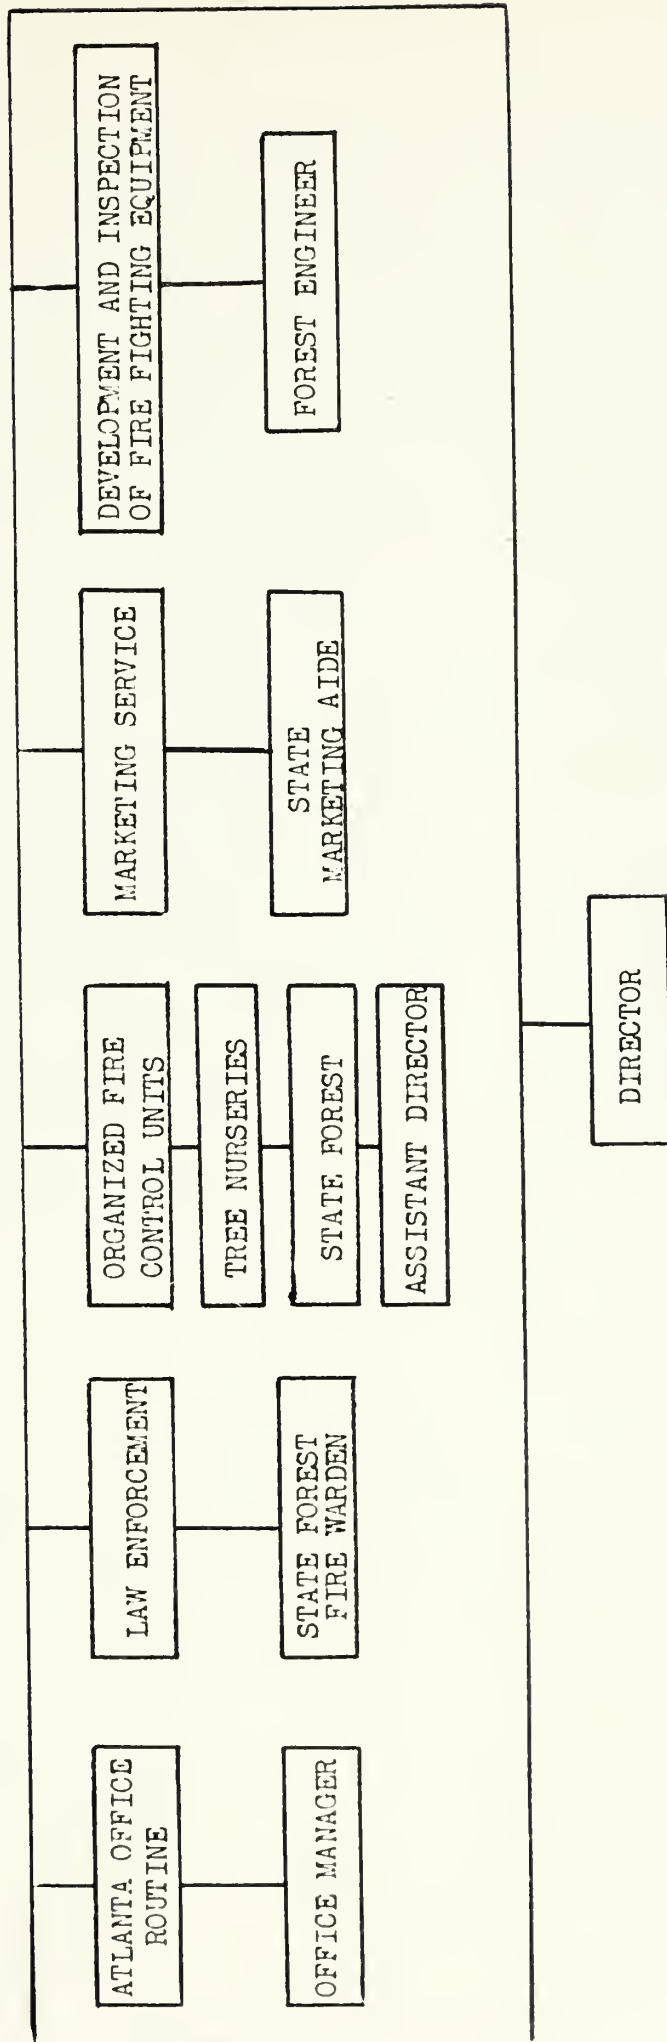 ATLANTA OFFICE
ROUTINE
OFFICE MANAGER
LAW ENFORCEMENT
STATE FOREST
FIRE WARDEN
ORGANIZED FIRE
CONTROL UNITS
TREE NURSERIES
STATE FOREST
ASSISTANT DIRECTOR
MARKETING SERVICE
STATE
MARKETING AIDE
DEVELOPMENT AND INSPECTION
OF FIRE FIGHTING EQUIPMENT
FOREST ENGINEER
DIRECTOR